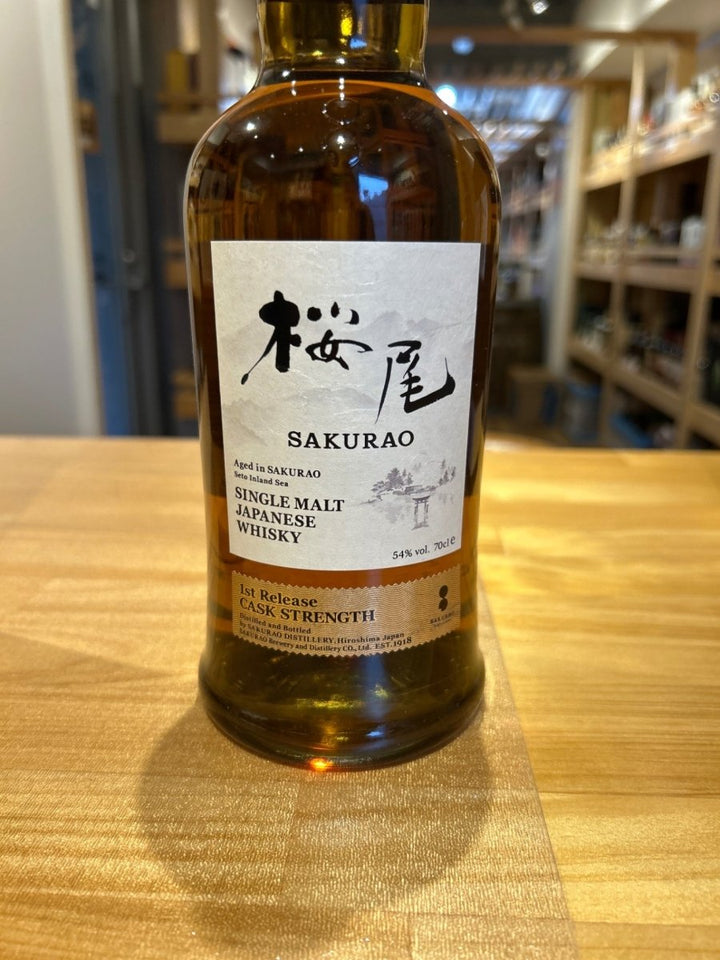 桜尾
SAKURAO
Aged in SAKURAO
Seto Inland Sea
SINGLE MALT
JAPANESE
WHISKY
54% vol. 70cl e
1st Release
CASK STRENGTH
Distilled and Bottled
by SAKURAO DISTILLERY, Hiroshima Japan
SAKURAO Brewery and Distillery CO., Ltd. EST. 1918
SAKURAO